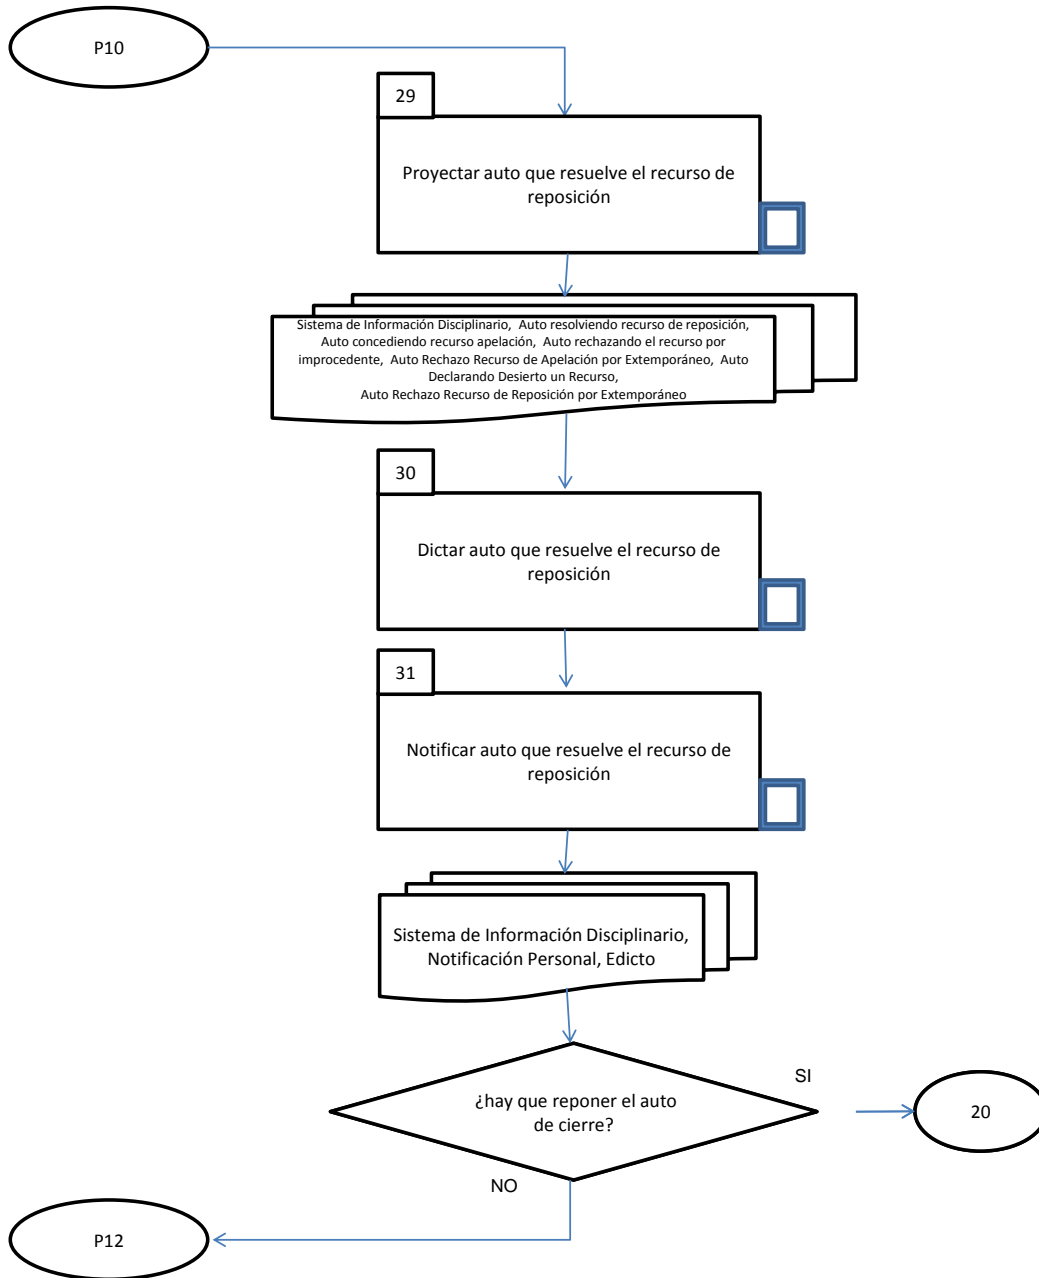 P10
29
Proyectar auto que resuelve el recurso de
reposición
Sistema de Información Disciplinario, Auto resolviendo recurso de reposición,
Auto concediendo recurso apelación, Auto rechazando el recurso por
improcedente, Auto Rechazo Recurso de Apelación por Extemporáneo, Auto
Declarando Desierto un Recurso,
Auto Rechazo Recurso de Reposición por Extemporáneo
30
Dictar auto que resuelve el recurso de
reposición
31
Notificar auto que resuelve el recurso de
reposición
Sistema de Información Disciplinario,
Notificación Personal, Edicto
¿hay que reponer el auto
de cierre?
SI
20
NO
P12